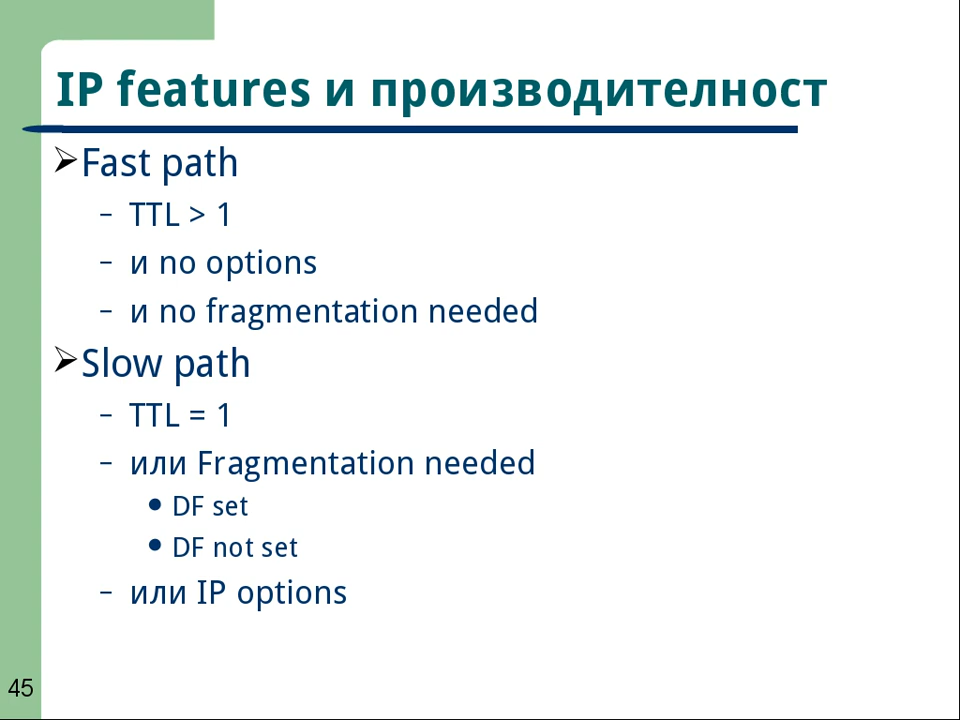 IP features и производителност
Fast path
– TTL > 1
– и no options
– и no fragmentation needed
Slow path
– TTL = 1
– или Fragmentation needed
● DF set
● DF not set
– или IP options
45